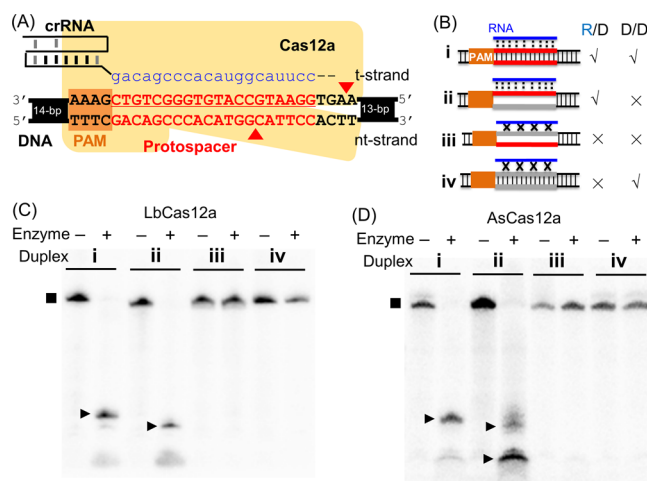 (A)
crRNA
Cas12a
gacagcccacauggcauucc--
t-strand
3’
14-bp
AAAG
CTGTCGGGTGTACCGTAAGG
TGAA
13-bp
5’
5’
TTTC
GACAGCCCACATGGCATTCC
ACTT
3’
DNA
PAM
Protospacer
nt-strand
(B)
RNA
R/D
D/D
i
PAM
√
√
ii
√
×
iii
×
×
iv
×
√
(C)
LbCas12a
Enzyme
– + – + – + – +
Duplex
i ii iii iv
(D)
AsCas12a
Enzyme
– + – + – + – +
Duplex
i ii iii iv